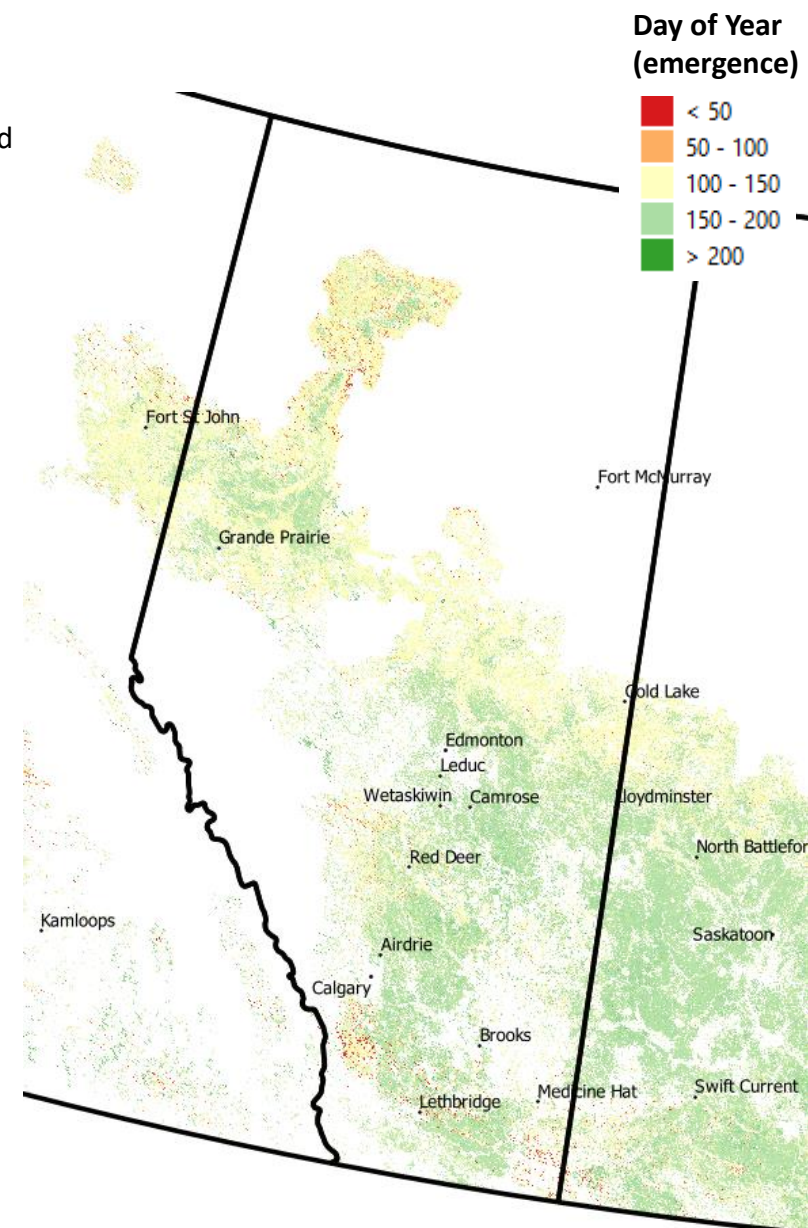 Day of Year
(emergence)
< 50
50 - 100
100 - 150
150 - 200
> 200
d
Fort St John
Fort McMurray
Grande Prairie
Cold Lake
Edmonton
Leduc
Wetaskiwin
Camrose
Lloydminster
North Battlefor
Red Deer
Kamloops
Saskatoon
Airdrie
Calgary
Brooks
Medicine Hat
Swift Current
Lethbridge